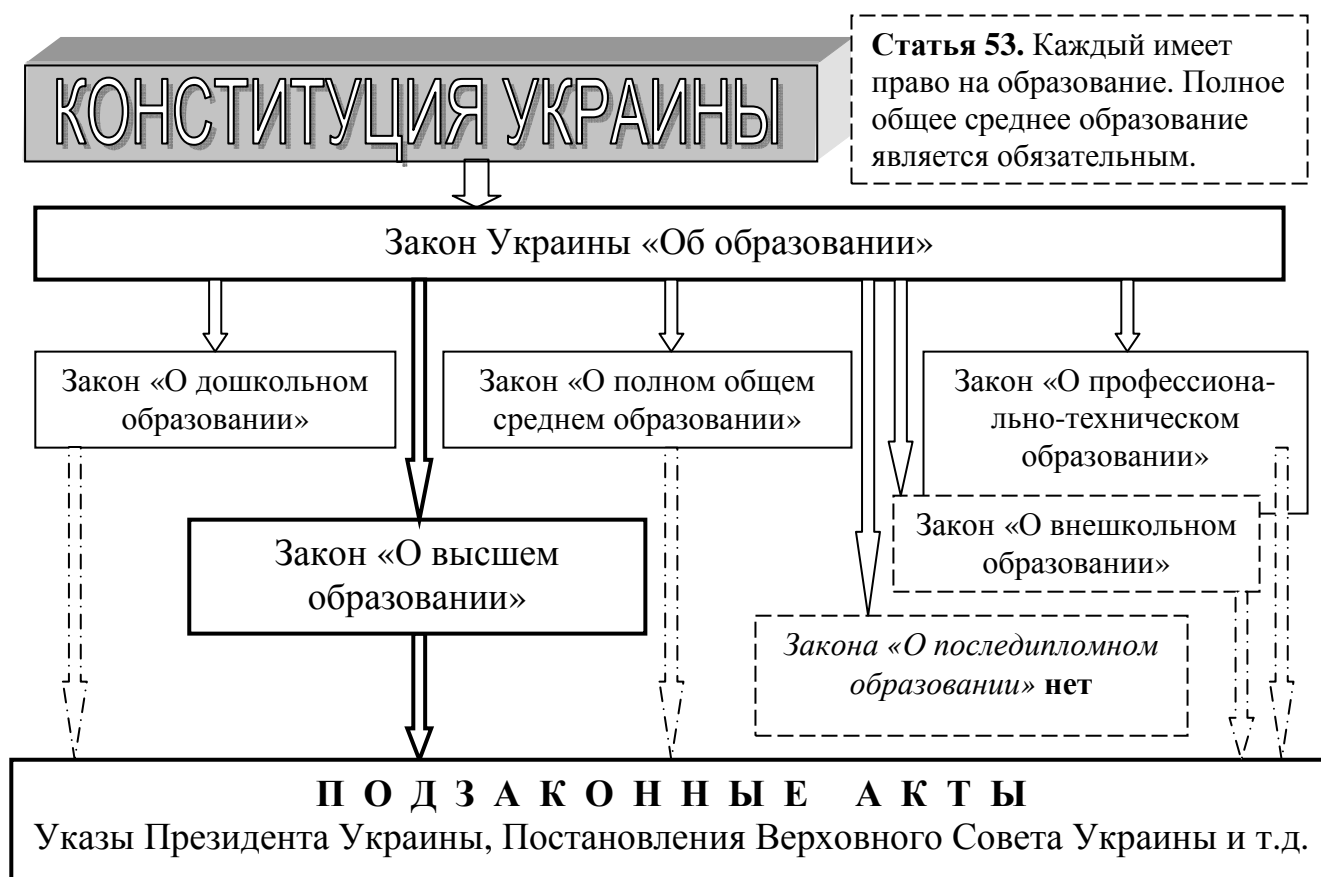 КОНСТИТУЦИЯ УКРАИНЫ
Статья 53. Каждый имеет
право на образование. Полное
общее среднее образование
является обязательным.
Закон Украины «Об образовании»
Закон «О дошкольном
образовании»
Закон «О полном общем
среднем образовании»
Закон «О профессиона-
льно-техническом
образовании»
Закон «О высшем
образовании»
Закон «О внешкольном
образовании»
Закона «О последипломном
образовании» нет
П О Д З А К О Н Н Ы Е А К Т Ы
Указы Президента Украины, Постановления Верховного Совета Украины и т.д.